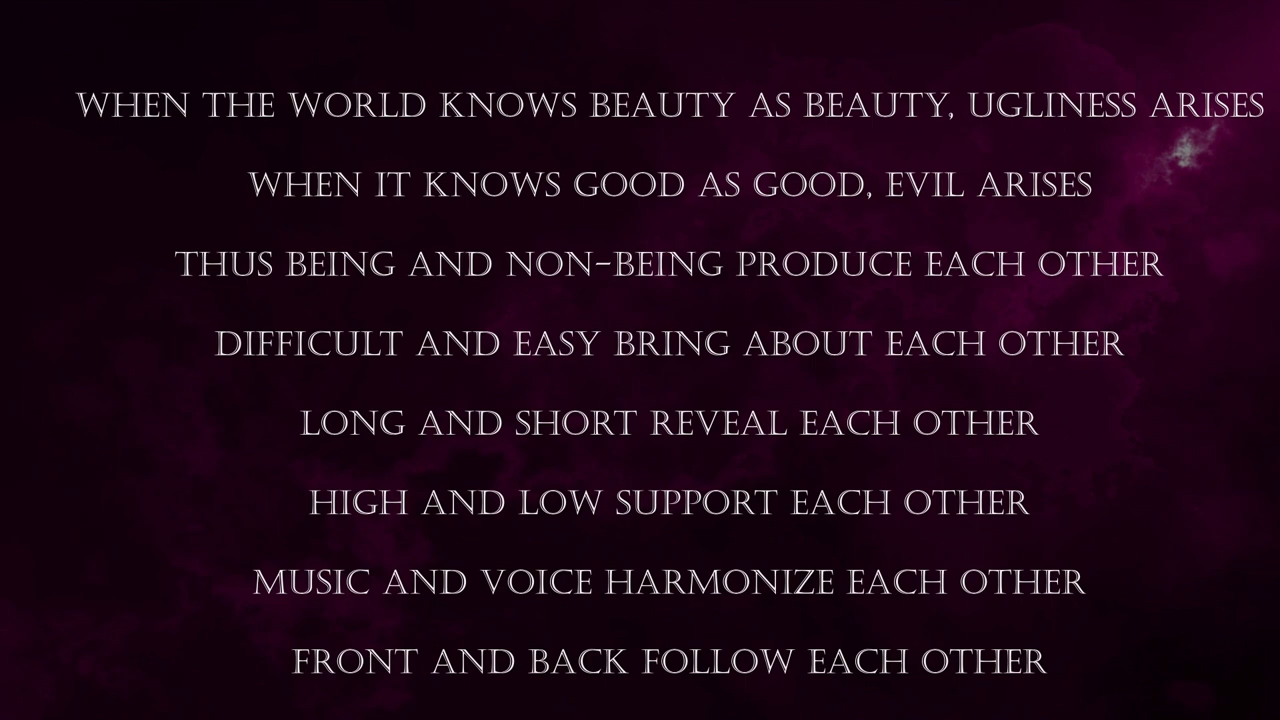 WHEN THE WORLD KNOWS BEAUTY AS BEAUTY, UGLINESS ARISES
WHEN IT KNOWS GOOD AS GOOD, EVIL ARISES
THUS BEING AND NON-BEING PRODUCE EACH OTHER
DIFFICULT AND EASY BRING ABOUT EACH OTHER
LONG AND SHORT REVEAL EACH OTHER
HIGH AND LOW SUPPORT EACH OTHER
MUSIC AND VOICE HARMONIZE EACH OTHER
FRONT AND BACK FOLLOW EACH OTHER